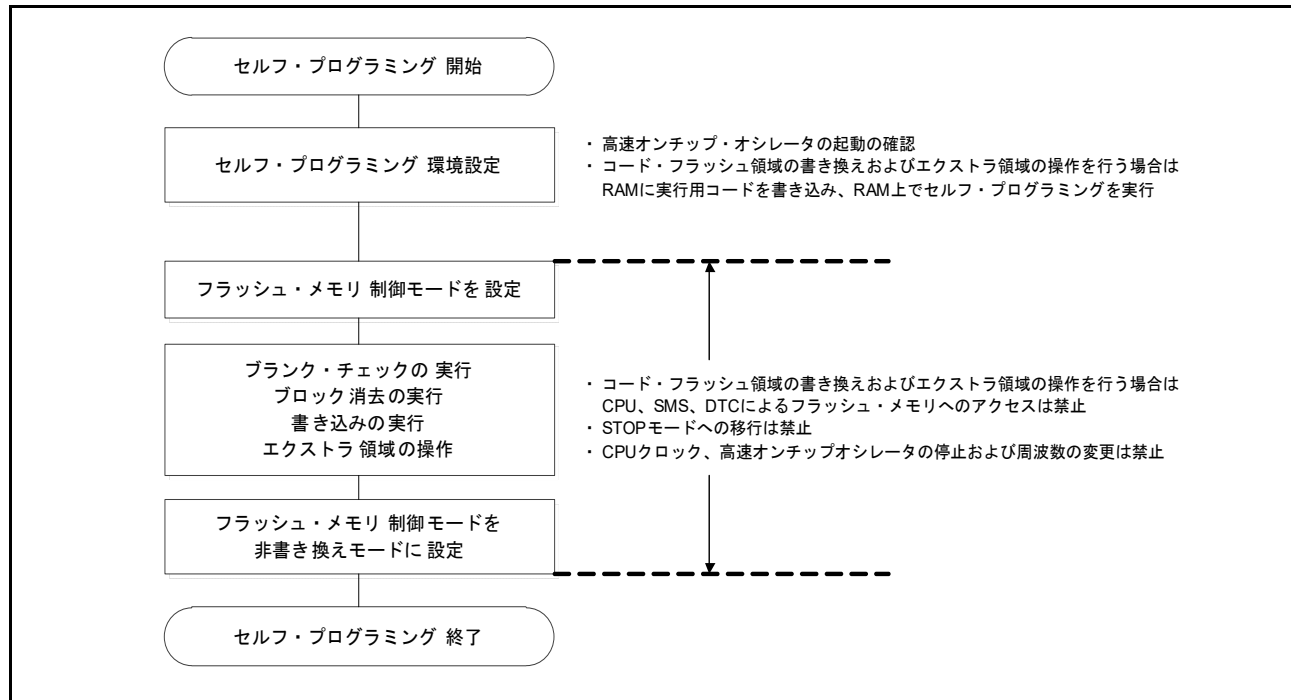 セルフ・プログラミング 開始
セルフ・プログラミング 環境設定
・ 高速オンチップ・オシレータの起動の確認
・ コード・フラッシュ領域の書き換えおよびエクストラ領域の操作を行う場合は
RAMに実行用コードを書き込み、RAM上でセルフ・プログラミングを実行
フラッシュ・メモリ 制御モードを 設定
ブランク・チェックの 実行
ブロック 消去の実行
書き込みの実行
エクストラ 領域の操作
・ コード・フラッシュ領域の書き換えおよびエクストラ領域の操作を行う場合は
CPU、SMS、DTCによるフラッシュ・メモリへのアクセスは禁止
・ STOPモードへの移行は禁止
・ CPUクロック、高速オンチップオシレータの停止および周波数の変更は禁止
フラッシュ・メモリ 制御モードを
非書き換えモードに 設定
セルフ・プログラミング 終了